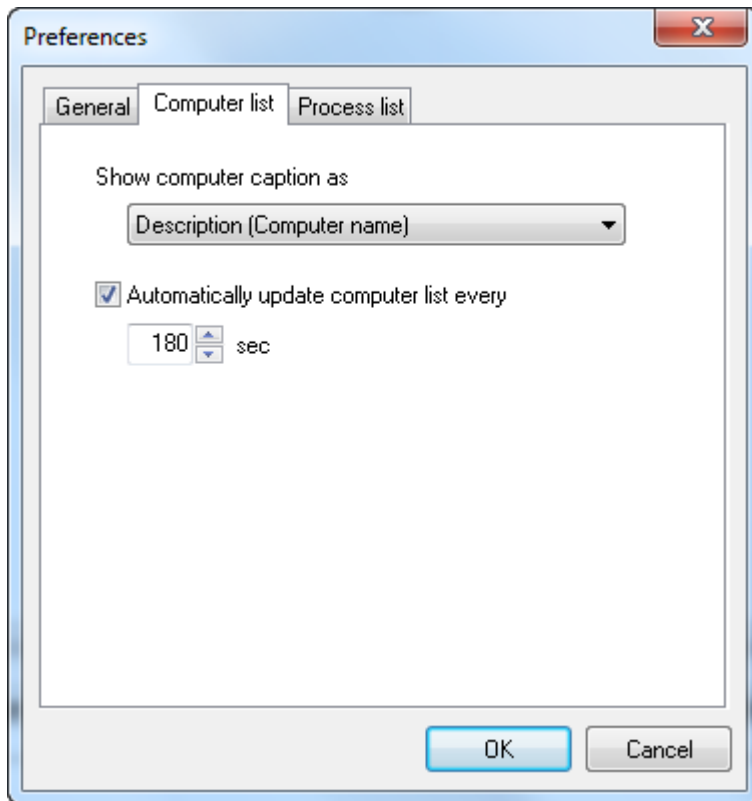 Preferences
General Computer list Process list
Show computer caption as
Description (Computer name)
Automatically update computer list every
180 sec
OK Cancel